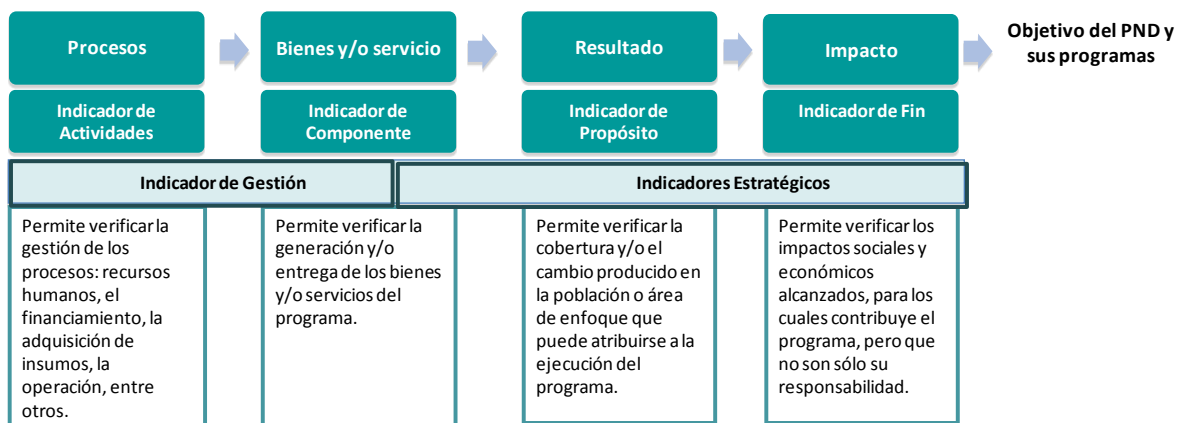 Procesos
Bienes y/o servicio
Resultado
Impacto
Objetivo del PND y
sus programas
Indicador de
Actividades
Indicador de
Componente
Indicador de
Propósito
Indicador de Fin
Indicador de Gestión
Indicadores Estratégicos
Permite verificar la
gestión de los
procesos: recursos
humanos, el
financiamiento, la
adquisición de
insumos, la
operación, entre
otros.
Permite verificar la
generación y/o
entrega de los bienes
y/o servicios del
programa.
Permite verificar la
cobertura y/o el
cambio producido en
la población o área
de enfoque que
puede atribuirse a la
ejecución del
programa.
Permite verificar los
impactos sociales y
económicos
alcanzados, para los
cuales contribuye el
programa, pero que
no son sólo su
responsabilidad.